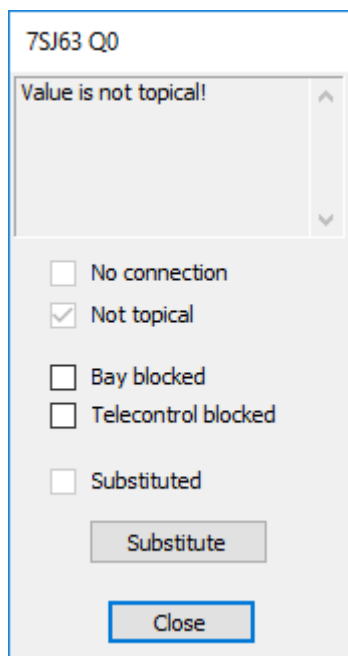 7SJ63 Q0
Value is not topical!
No connection
Not topical
Bay blocked
Telecontrol blocked
Substituted
Substitute
Close